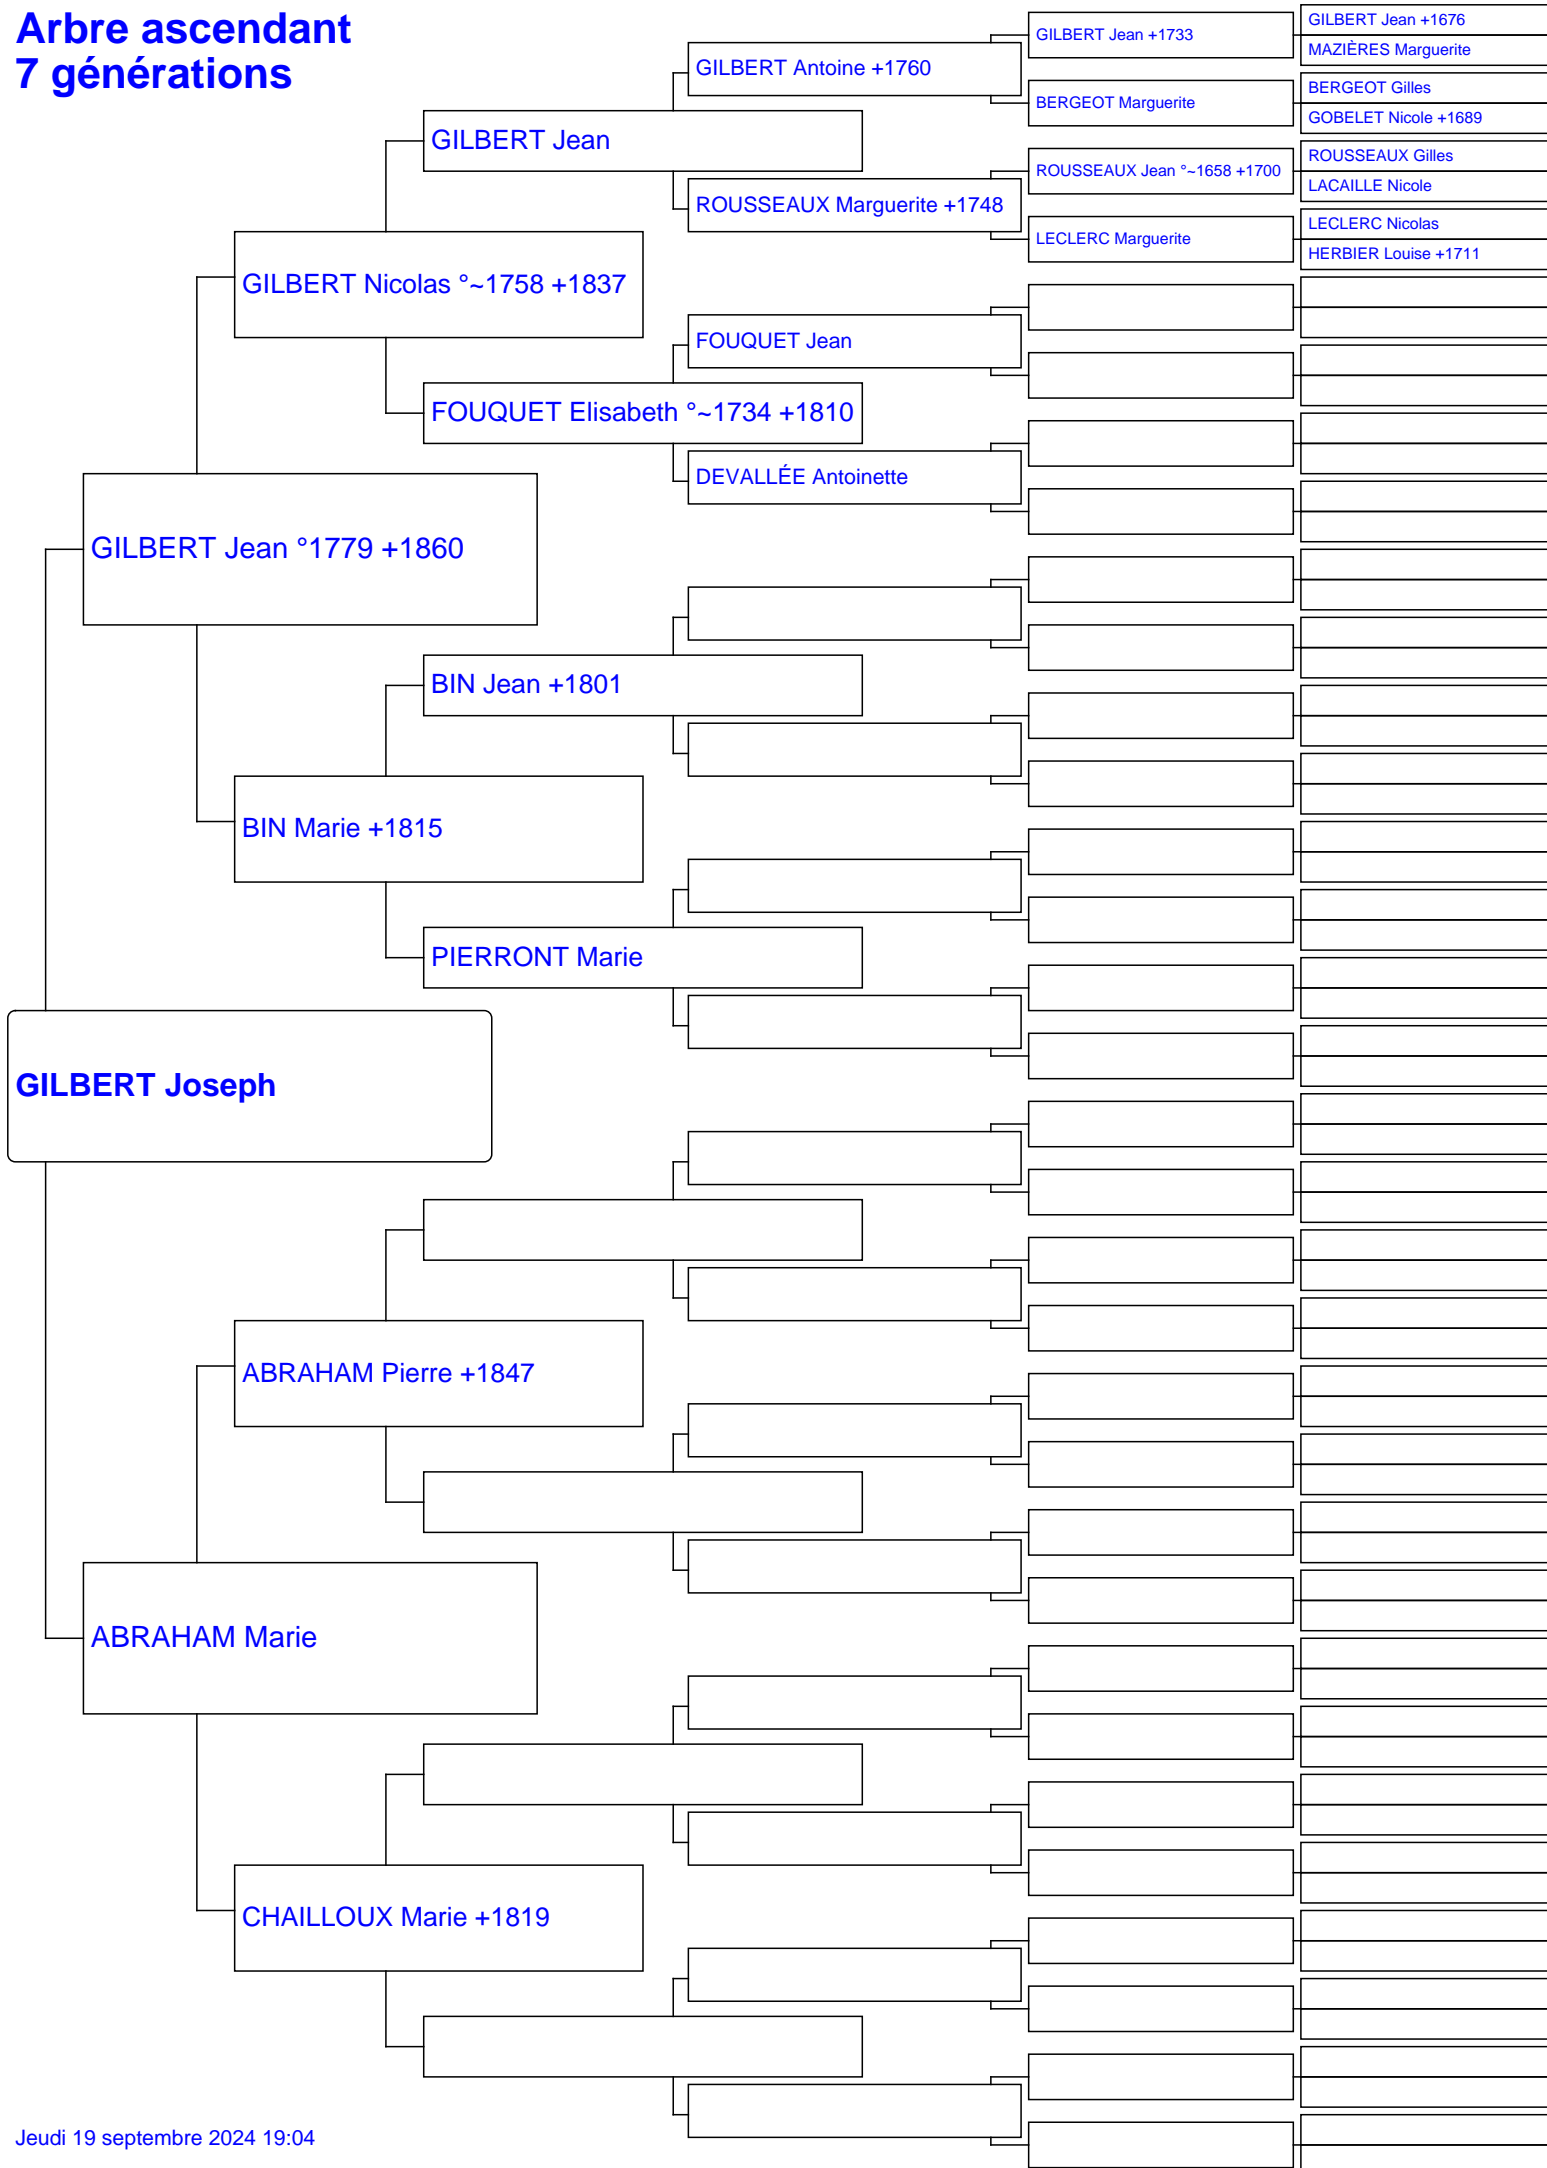 Arbre ascendant
7 générations
GILBERT Joseph
GILBERT Jean °1779 +1860
ABRAHAM Marie
GILBERT Nicolas °~1758 +1837
BIN Marie +1815
ABRAHAM Pierre +1847
CHAILLOUX Marie +1819
GILBERT Jean
FOUQUET Elisabeth °~1734 +1810
BIN Jean +1801
PIERRONT Marie
GILBERT Antoine +1760
ROUSSEAUX Marguerite +1748
FOUQUET Jean
DEVALLÉE Antoinette
GILBERT Jean +1733
BERGEOT Marguerite
ROUSSEAUX Jean °~1658 +1700
LECLERC Marguerite
GILBERT Jean +1676
MAZIÈRES Marguerite
BERGEOT Gilles
GOBELET Nicole +1689
ROUSSEAUX Gilles
LACAILLE Nicole
LECLERC Nicolas
HERBIER Louise +1711
Jeudi 19 septembre 2024 19:04